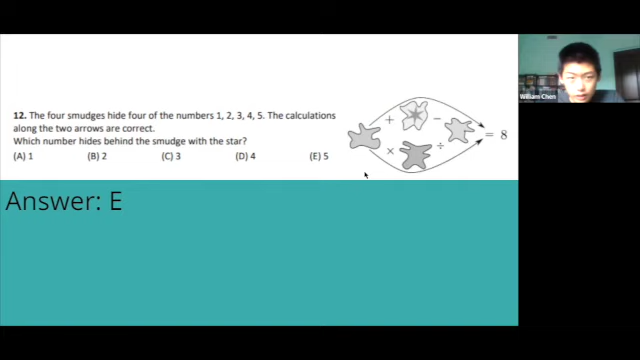 12. The four smudges hide four of the numbers 1, 2, 3, 4, 5. The calculations
along the two arrows are correct.
Which number hides behind the smudge with the star?
(A) 1 (B) 2 (C) 3 (D) 4 (E) 5
+ −
× ÷
= 8
Answer: E
William Chen